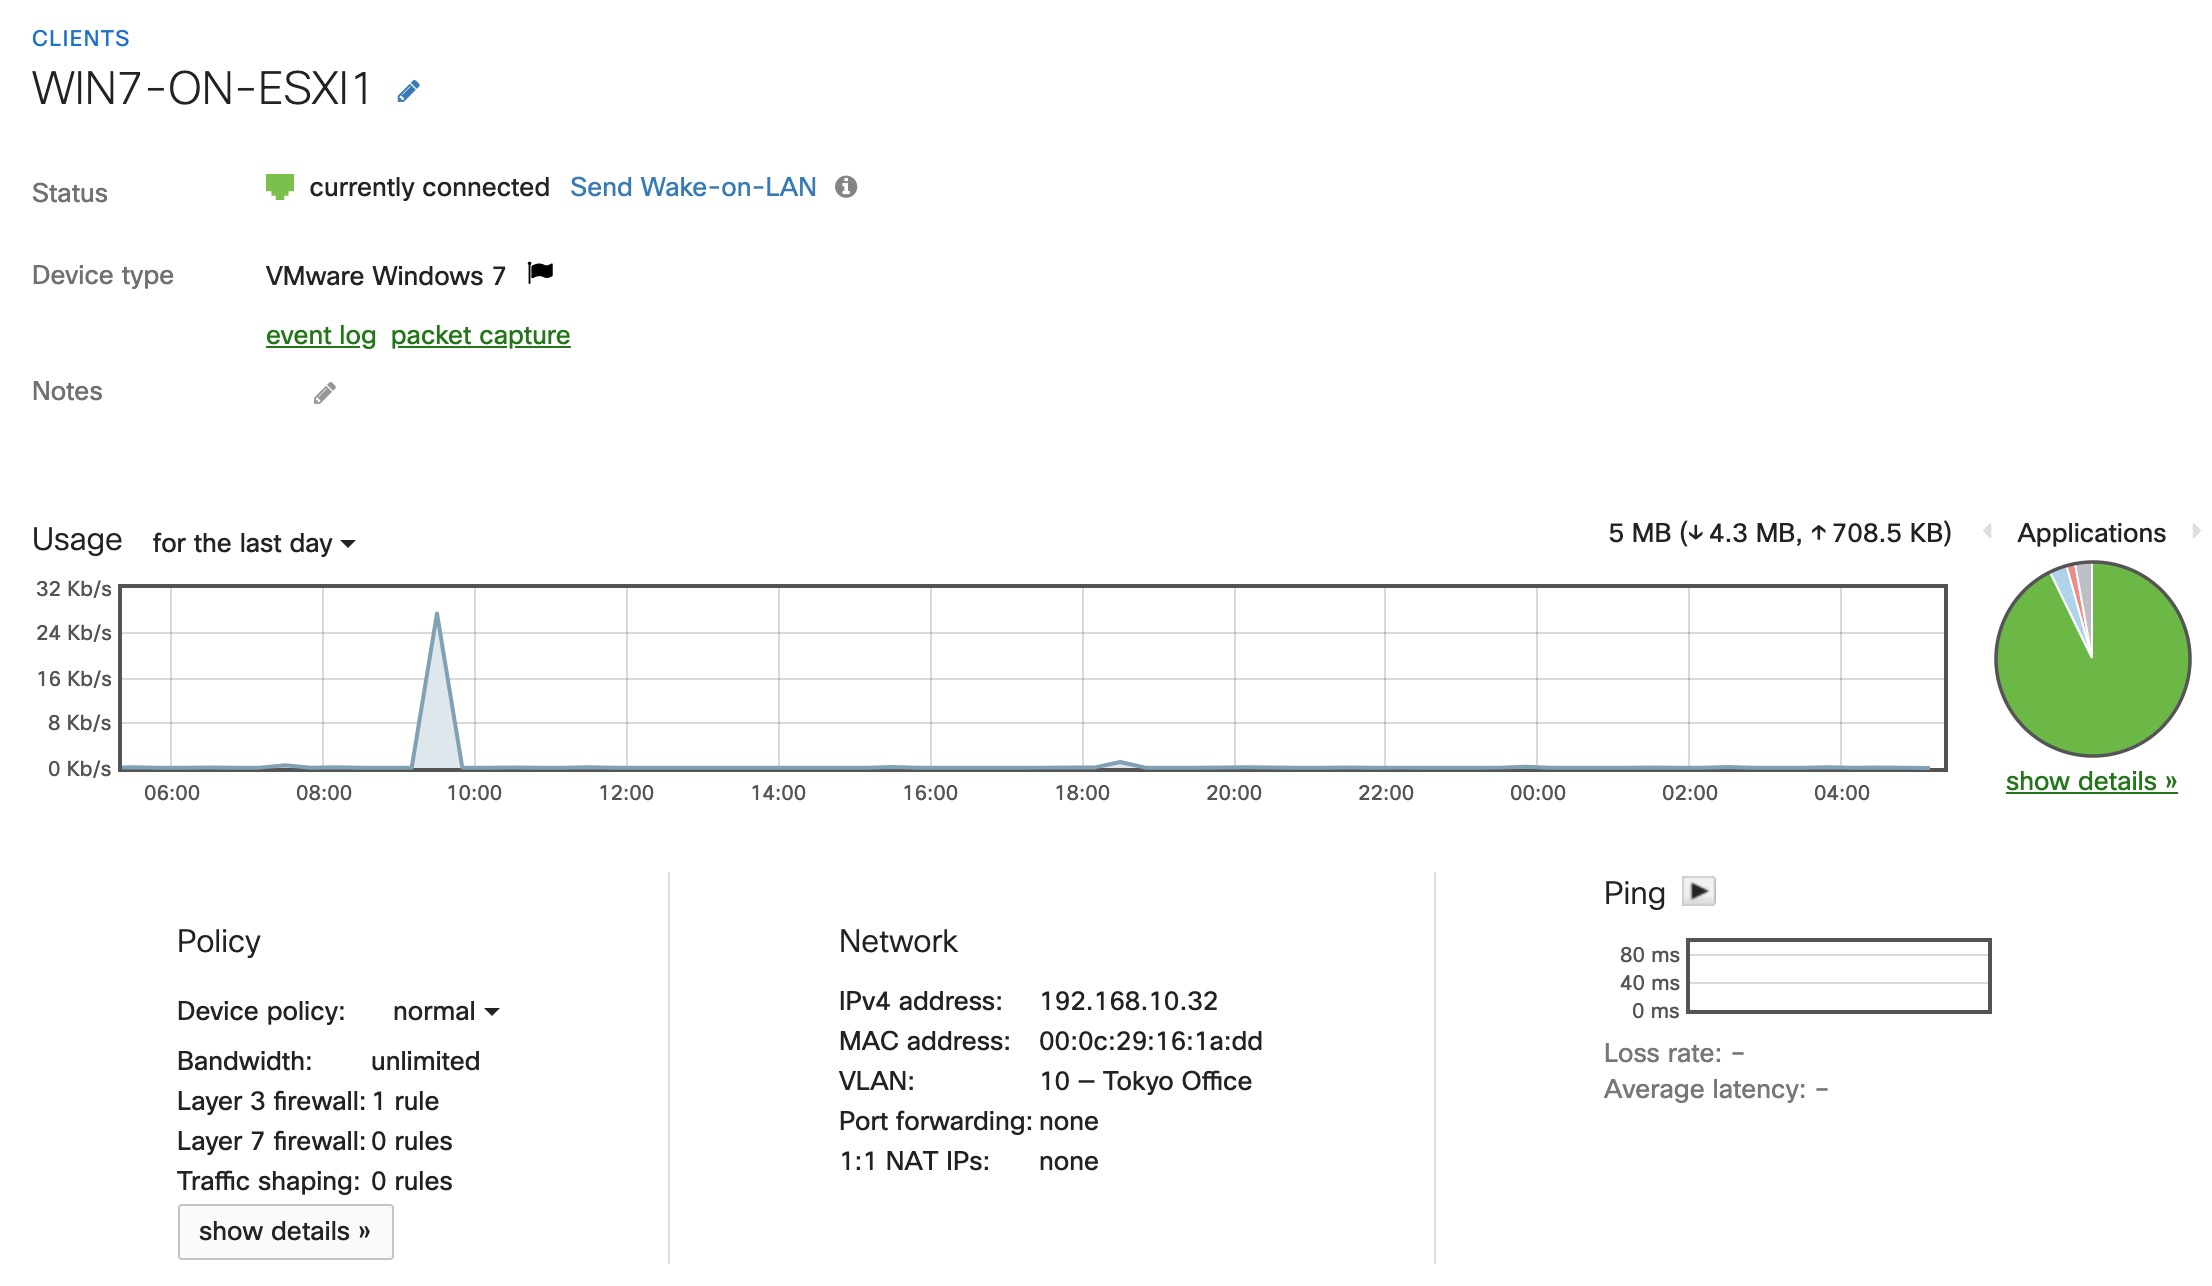 CLIENTS
WIN7-ON-ESXI1
Status currently connected Send Wake-on-LAN
Device type VMware Windows 7
event log packet capture
Notes
Usage for the last day 5 MB (↓ 4.3 MB, ↑ 708.5 KB) Applications
32 Kb/s
24 Kb/s
16 Kb/s
8 Kb/s
0 Kb/s
06:00 08:00 10:00 12:00 14:00 16:00 18:00 20:00 22:00 00:00 02:00 04:00
show details »
Policy
Device policy: normal
Bandwidth: unlimited
Layer 3 firewall: 1 rule
Layer 7 firewall: 0 rules
Traffic shaping: 0 rules
show details »
Network
IPv4 address: 192.168.10.32
MAC address: 00:0c:29:16:1a:dd
VLAN: 10 – Tokyo Office
Port forwarding: none
1:1 NAT IPs: none
Ping
80 ms
40 ms
0 ms
Loss rate: –
Average latency: –